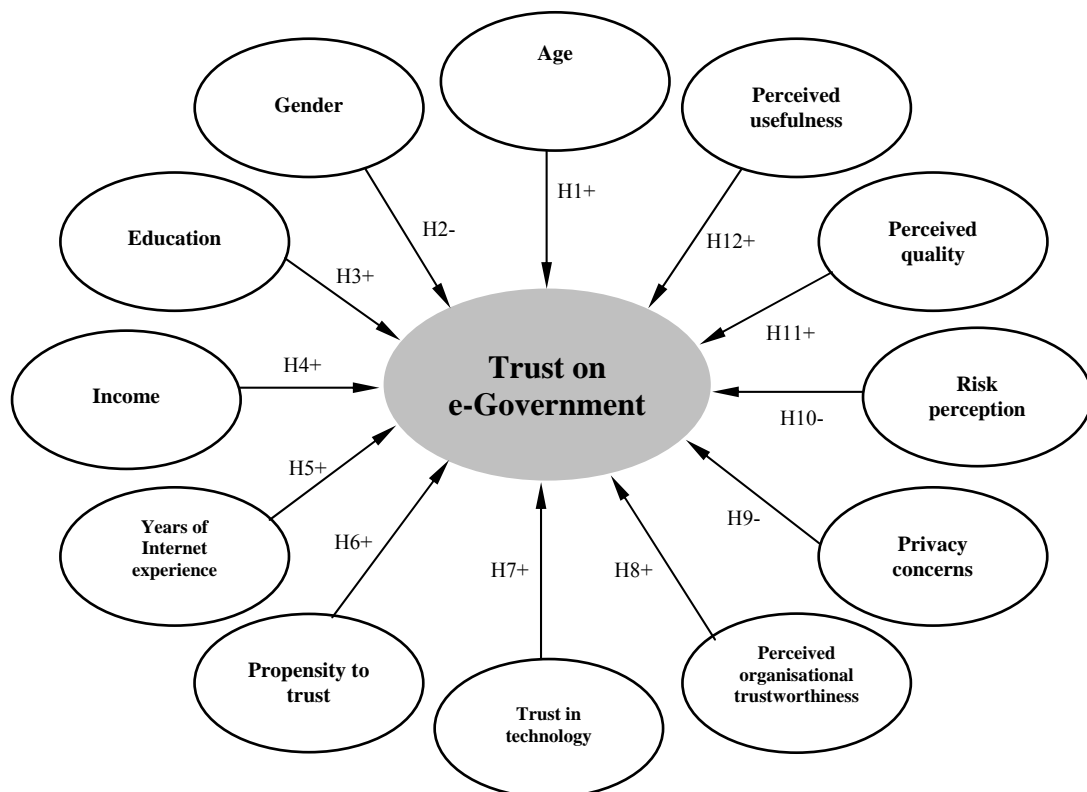 Age
Gender
Perceived
usefulness
H1+
H2-
H12+
Education
Perceived
quality
H3+
H11+
Trust on
e-Government
H4+
Income
Risk
perception
H10-
H5+
Years of
Internet
experience
H9-
Privacy
concerns
H6+
H7+
H8+
Propensity to
trust
Perceived
organisational
trustworthiness
Trust in
technology